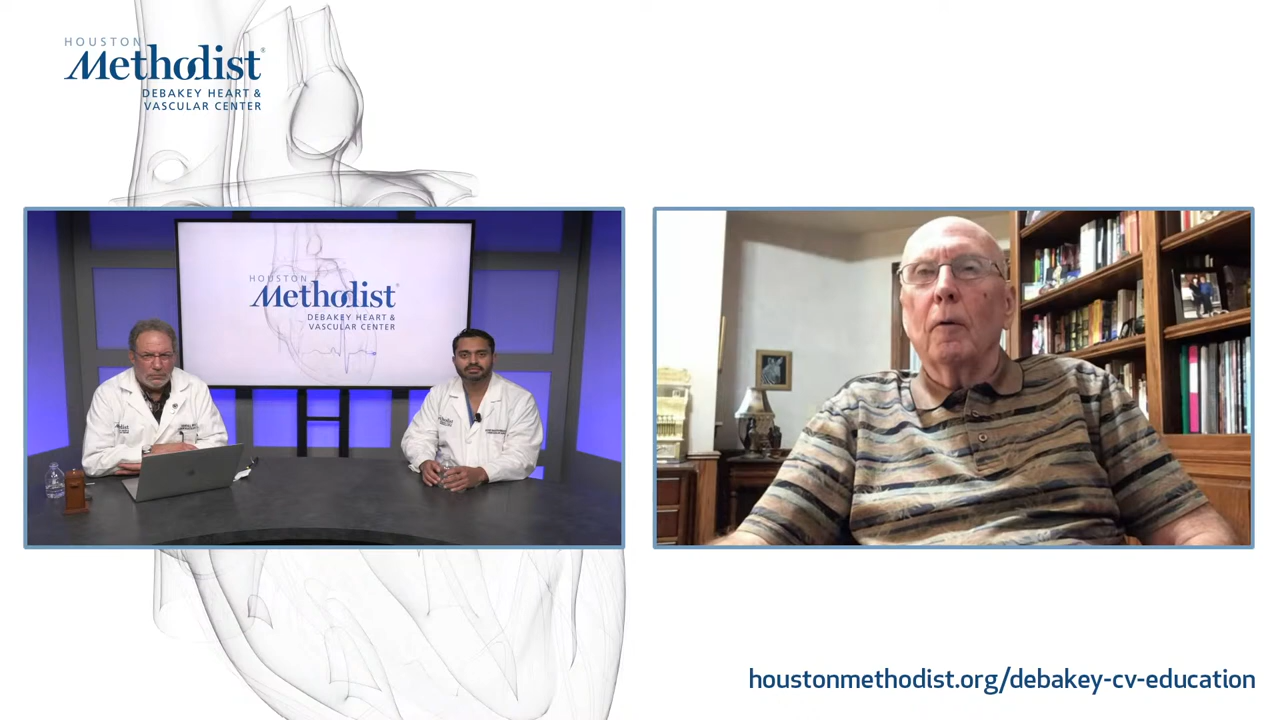 HOUSTON
Methodist
DEBAKEY HEART &
VASCULAR CENTER
HOUSTON
Methodist
DEBAKEY HEART &
VASCULAR CENTER
houstonmethodist.org/debakey-cv-education